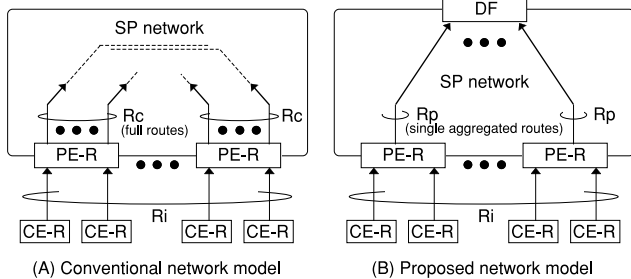 SP network
Rc
(full routes)
Rc
PE-R
PE-R
Ri
CE-R
CE-R
CE-R
CE-R
(A) Conventional network model
DF
SP network
Rp
(single aggregated routes)
Rp
PE-R
PE-R
Ri
CE-R
CE-R
CE-R
CE-R
(B) Proposed network model